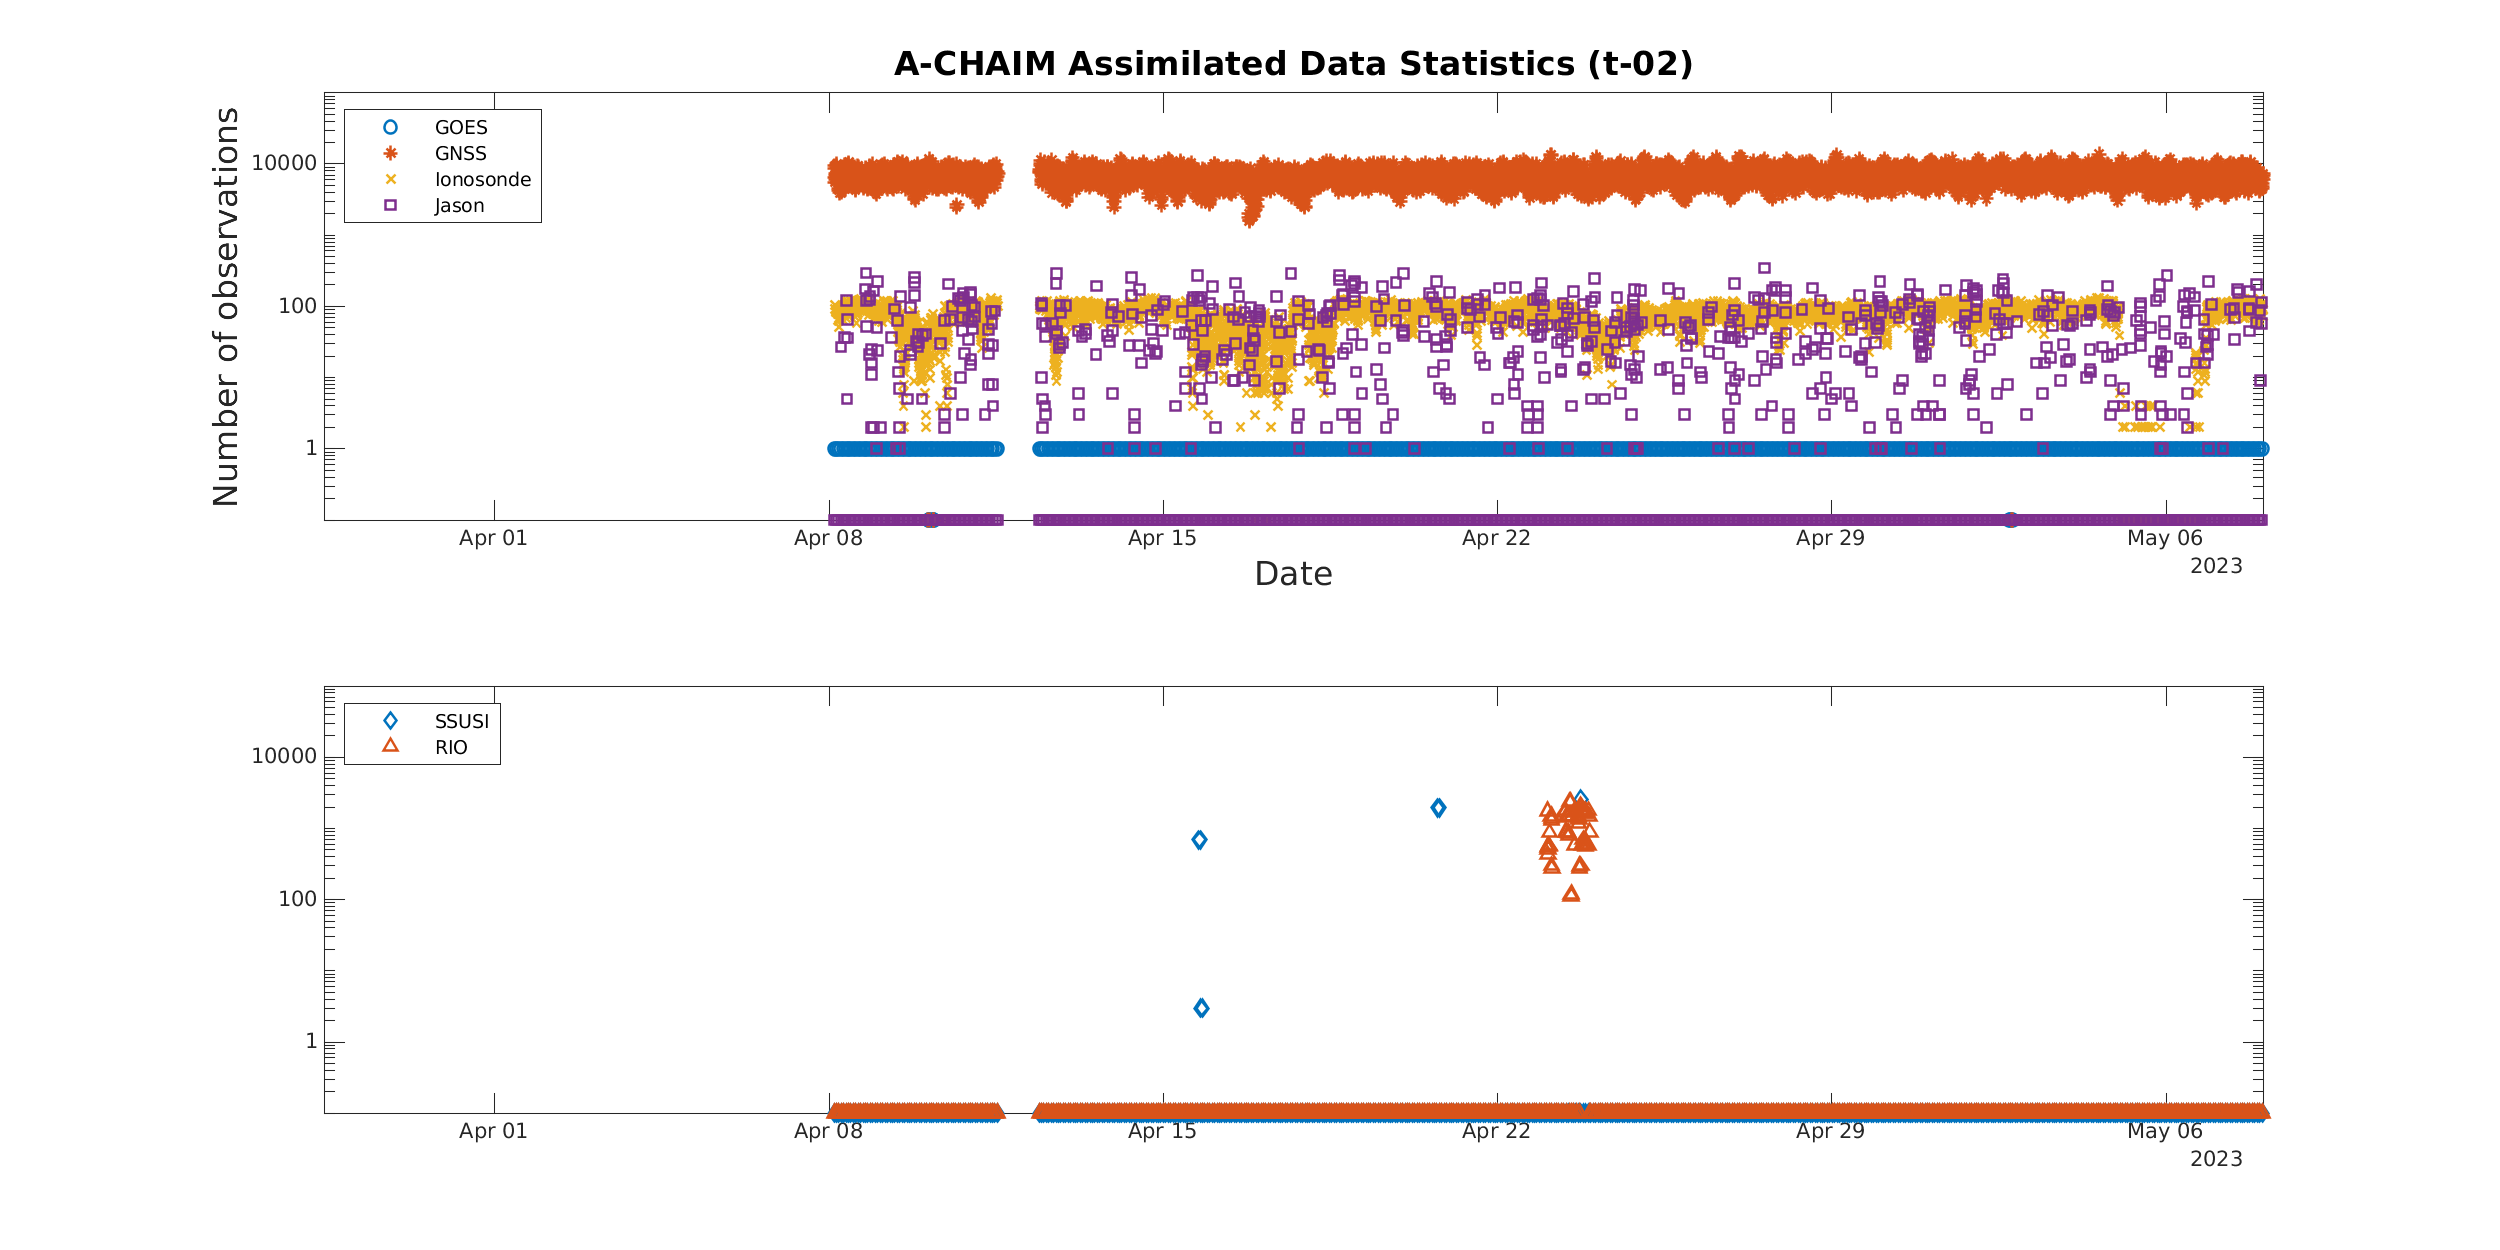 A-CHAIM Assimilated Data Statistics (t-02)
Number of observations
10000
100
1
GOES
GNSS
Ionosonde
Jason
Apr 01
Apr 08
Apr 15
Apr 22
Apr 29
May 06
2023
Date
10000
100
1
SSUSI
RIO
Apr 01
Apr 08
Apr 15
Apr 22
Apr 29
May 06
2023